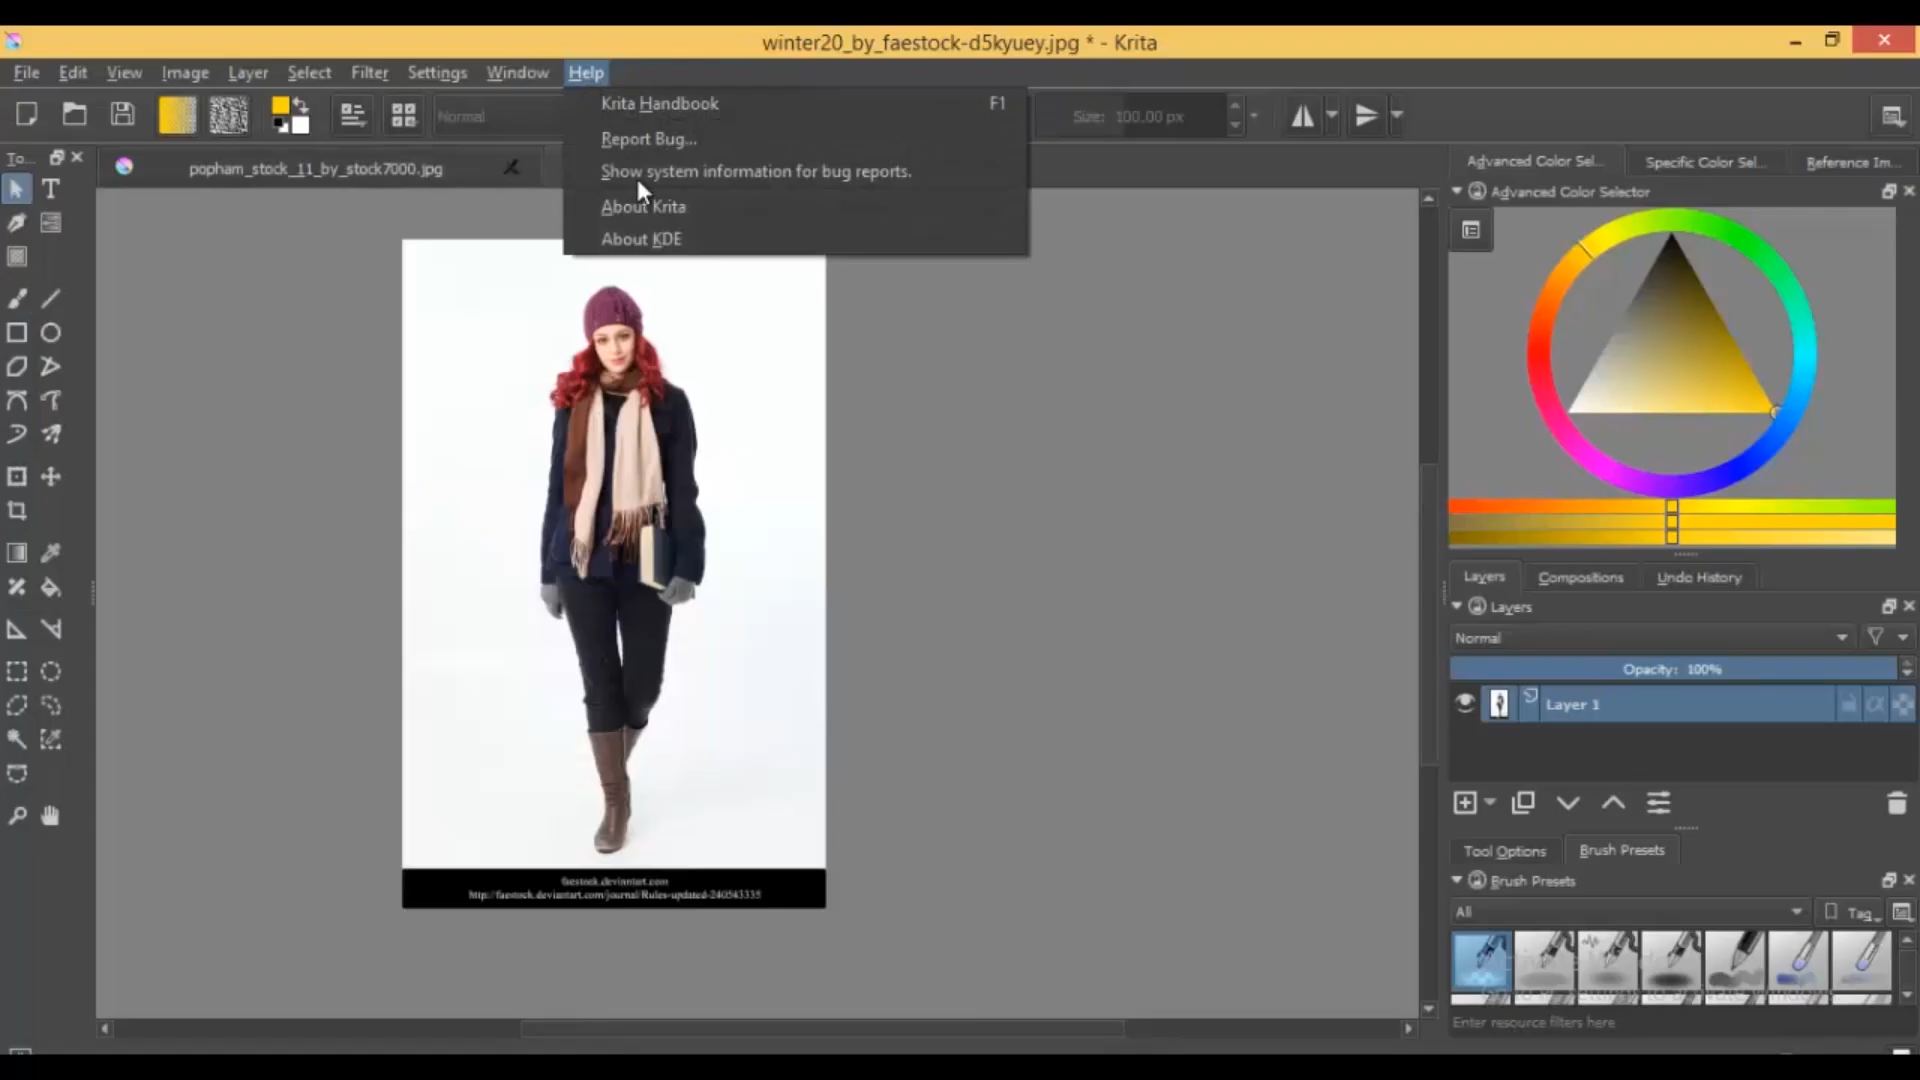 winter20_by_faestock-d5kyuey.jpg * - Krita
File Edit View Image Layer Select Filter Settings Window Help
Normal
Size: 100.00 px
Krita Handbook F1
Report Bug...
Show system information for bug reports.
About Krita
About KDE
To...
popham_stock_11_by_stock7000.jpg
Advanced Color Sel... Specific Color Sel... Reference Im...
Advanced Color Selector
Layers Compositions Undo History
Layers
Normal
Opacity: 100%
Layer 1
Tool Options Brush Presets
Brush Presets
All Tag
Enter resource filters here
faestock.deviantart.com
http://faestock.deviantart.com/journal/Rules-updated-240543335